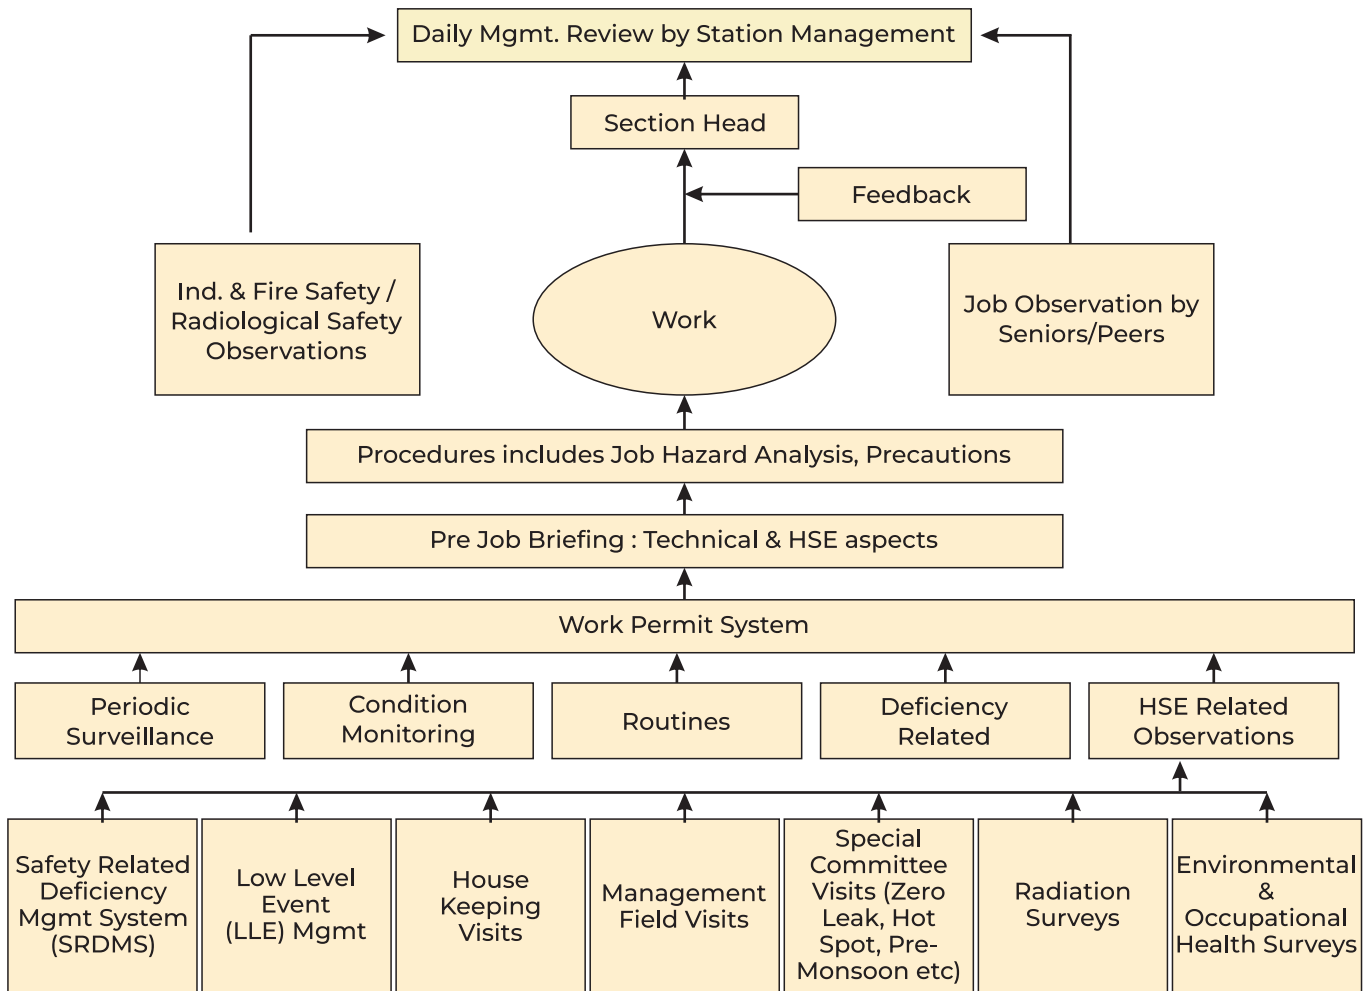 Daily Mgmt. Review by Station Management
Section Head
Feedback
Ind. & Fire Safety /
Radiological Safety
Observations
Work
Job Observation by
Seniors/Peers
Procedures includes Job Hazard Analysis, Precautions
Pre Job Briefing : Technical & HSE aspects
Work Permit System
Periodic
Surveillance
Condition
Monitoring
Routines
Deficiency
Related
HSE Related
Observations
Safety Related
Deficiency
Mgmt System
(SRDMS)
Low Level
Event
(LLE) Mgmt
House
Keeping
Visits
Management
Field Visits
Special
Committee
Visits (Zero
Leak, Hot
Spot, Pre-
Monsoon etc)
Radiation
Surveys
Environmental
&
Occupational
Health Surveys